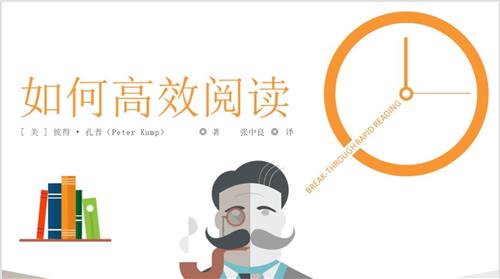 如何高效阅读
[ 美 ] 彼得·孔普（Peter Kump） 著 张中良 译
BREAK-THROUGH RAPID READING